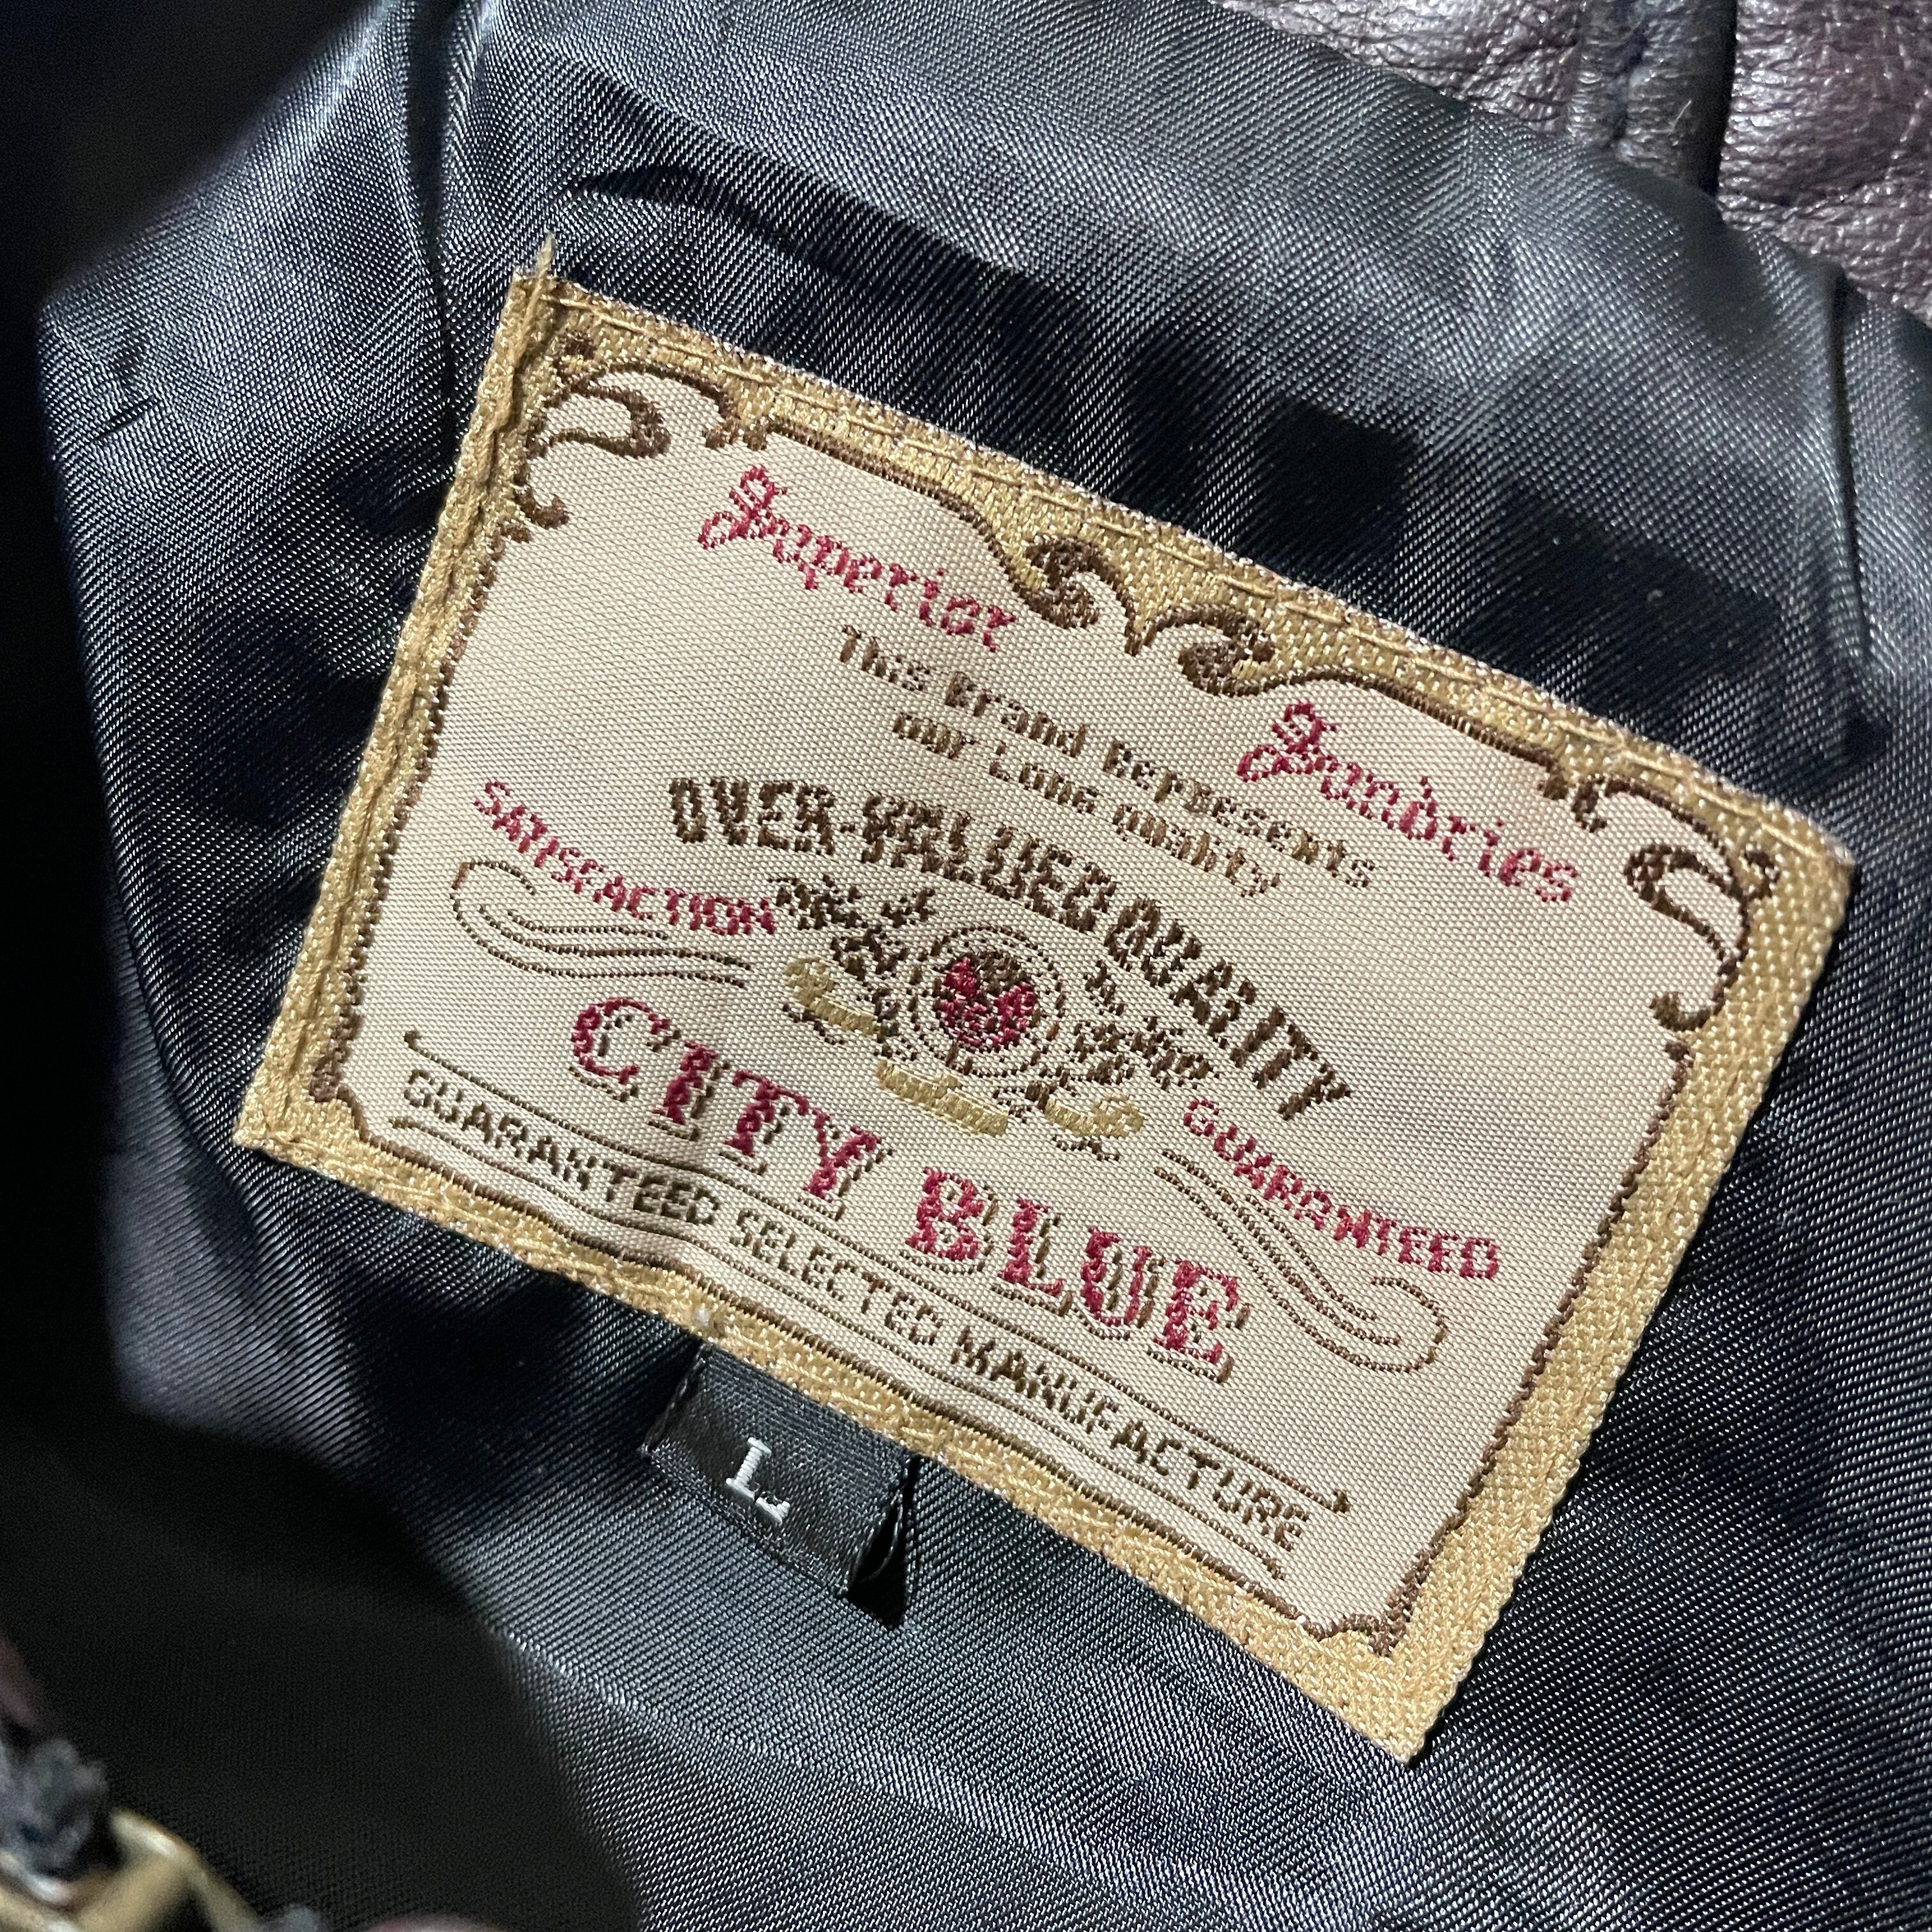 Superior
Sundries
This Brand Represents
our Long quality
OVER-VALUED QUALITY
SATISFACTION
GUARANTEED
CITY BLUE
GUARANTEED SELECTED MANUFACTURE
L